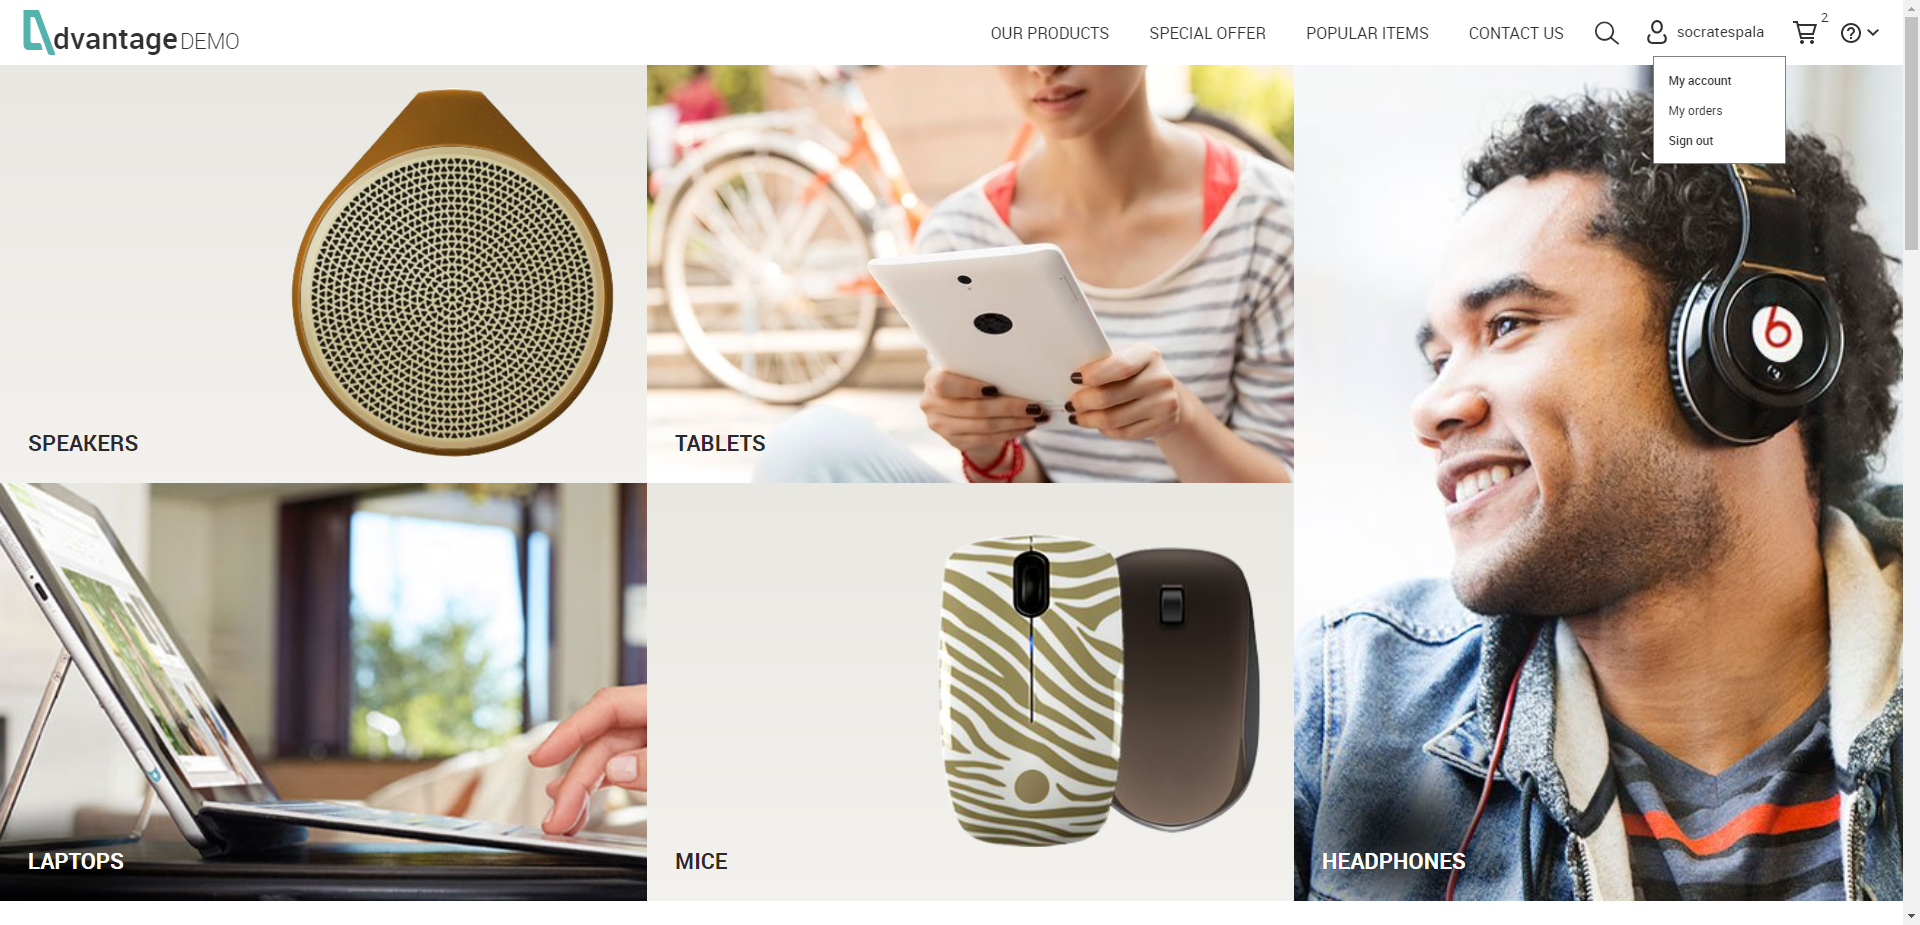 dvantage DEMO
OUR PRODUCTS
SPECIAL OFFER
POPULAR ITEMS
CONTACT US
socratespala
2
My account
My orders
Sign out
SPEAKERS
TABLETS
LAPTOPS
MICE
HEADPHONES